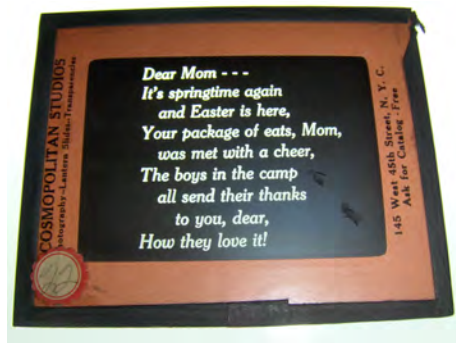 COSMOPOLITAN STUDIOS
Photography-Lantern Slides-Transparencies
Dear Mom - - -
It's springtime again
and Easter is here,
Your package of eats, Mom,
was met with a cheer,
The boys in the camp
all send their thanks
to you, dear,
How they love it!
145 West 45th Street, N. Y. C.
Ask for Catalog - Free